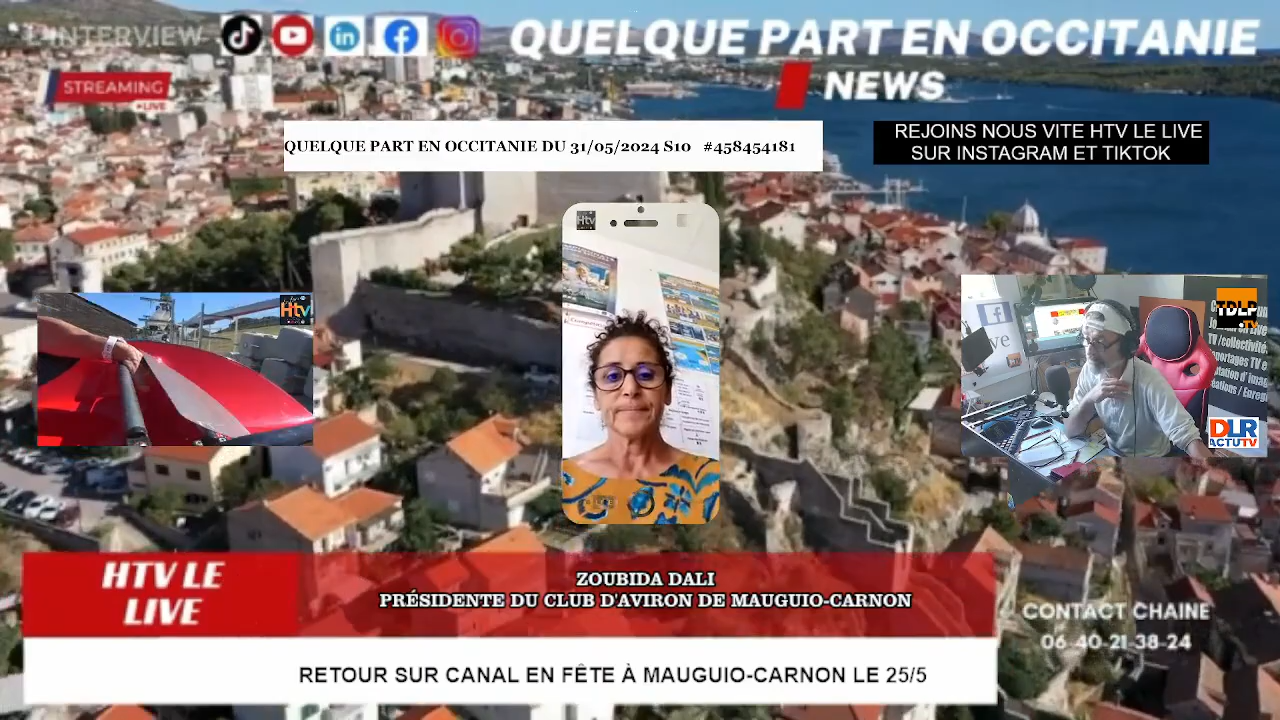 L'INTERVIEW
QUELQUE PART EN OCCITANIE
NEWS
STREAMING
LIVE
QUELQUE PART EN OCCITANIE DU 31/05/2024 S10 #458454181
REJOINS NOUS VITE HTV LE LIVE
SUR INSTAGRAM ET TIKTOK
Htv
Htv
TDLP
.TV
TV /collectivité
DLR
ACTUTV
HTV LE
LIVE
ZOUBIDA DALI
PRÉSIDENTE DU CLUB D'AVIRON DE MAUGUIO-CARNON
CONTACT CHAINE
06-40-21-38-24
RETOUR SUR CANAL EN FÊTE À MAUGUIO-CARNON LE 25/5